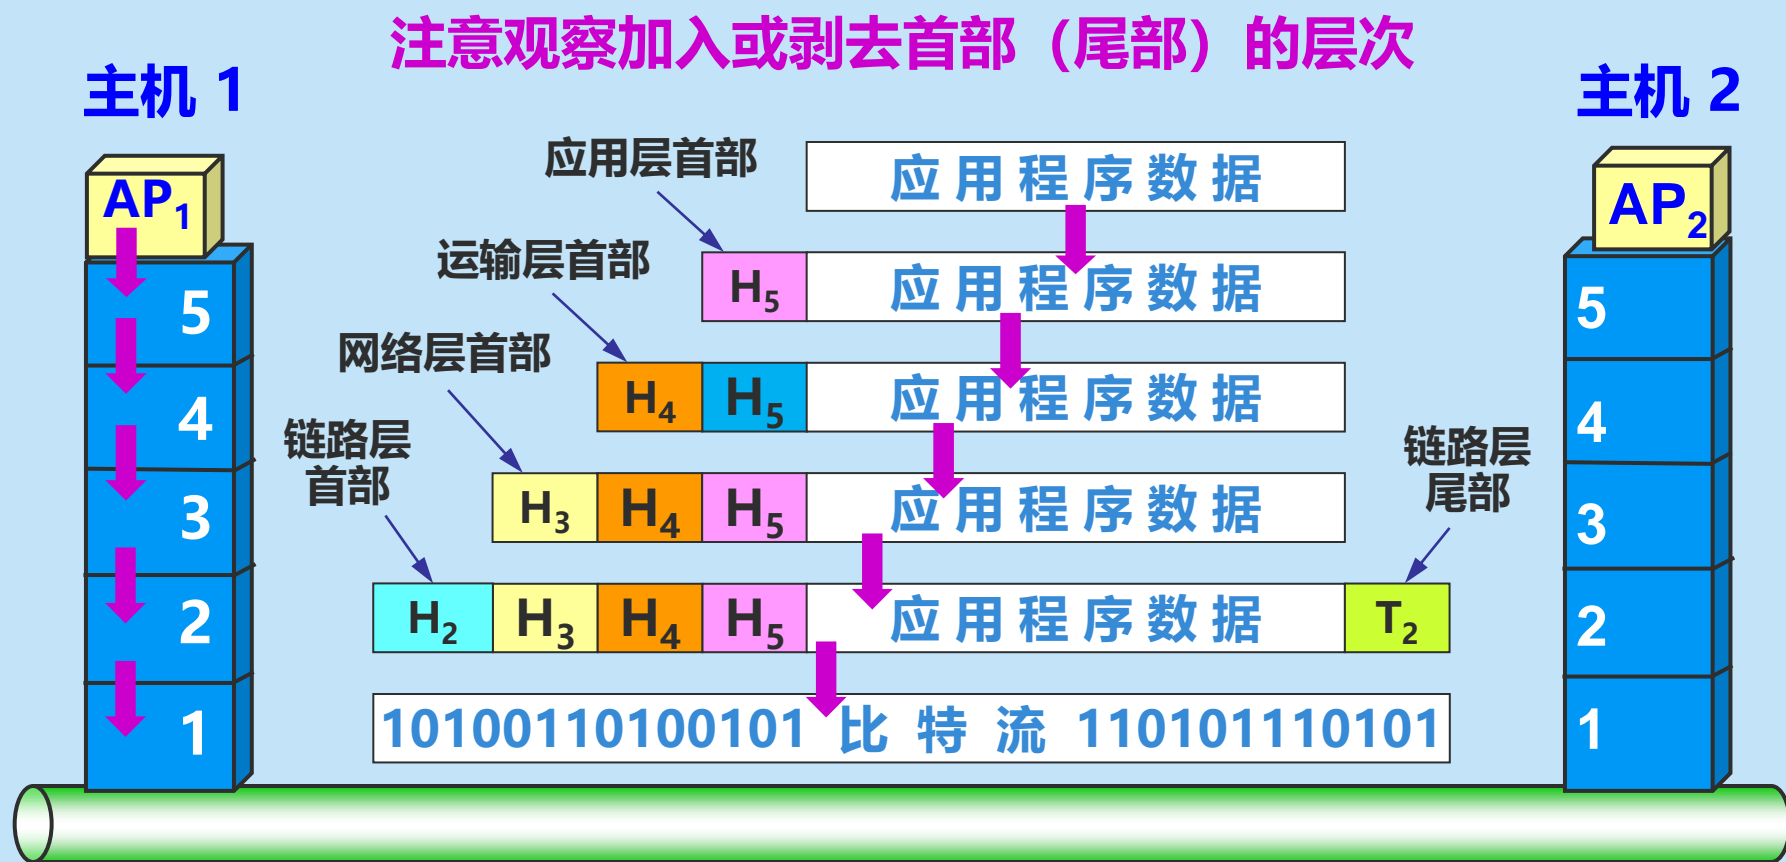 注意观察加入或剥去首部（尾部）的层次
主机 1
主机 2
AP1
AP2
应用层首部
应用程序数据
运输层首部
H5 应用程序数据
网络层首部
H4 H5 应用程序数据
链路层
首部
H3 H4 H5 应用程序数据
链路层
尾部
H2 H3 H4 H5 应用程序数据 T2
10100110100101 比特流 110101110101
5
4
3
2
1
5
4
3
2
1